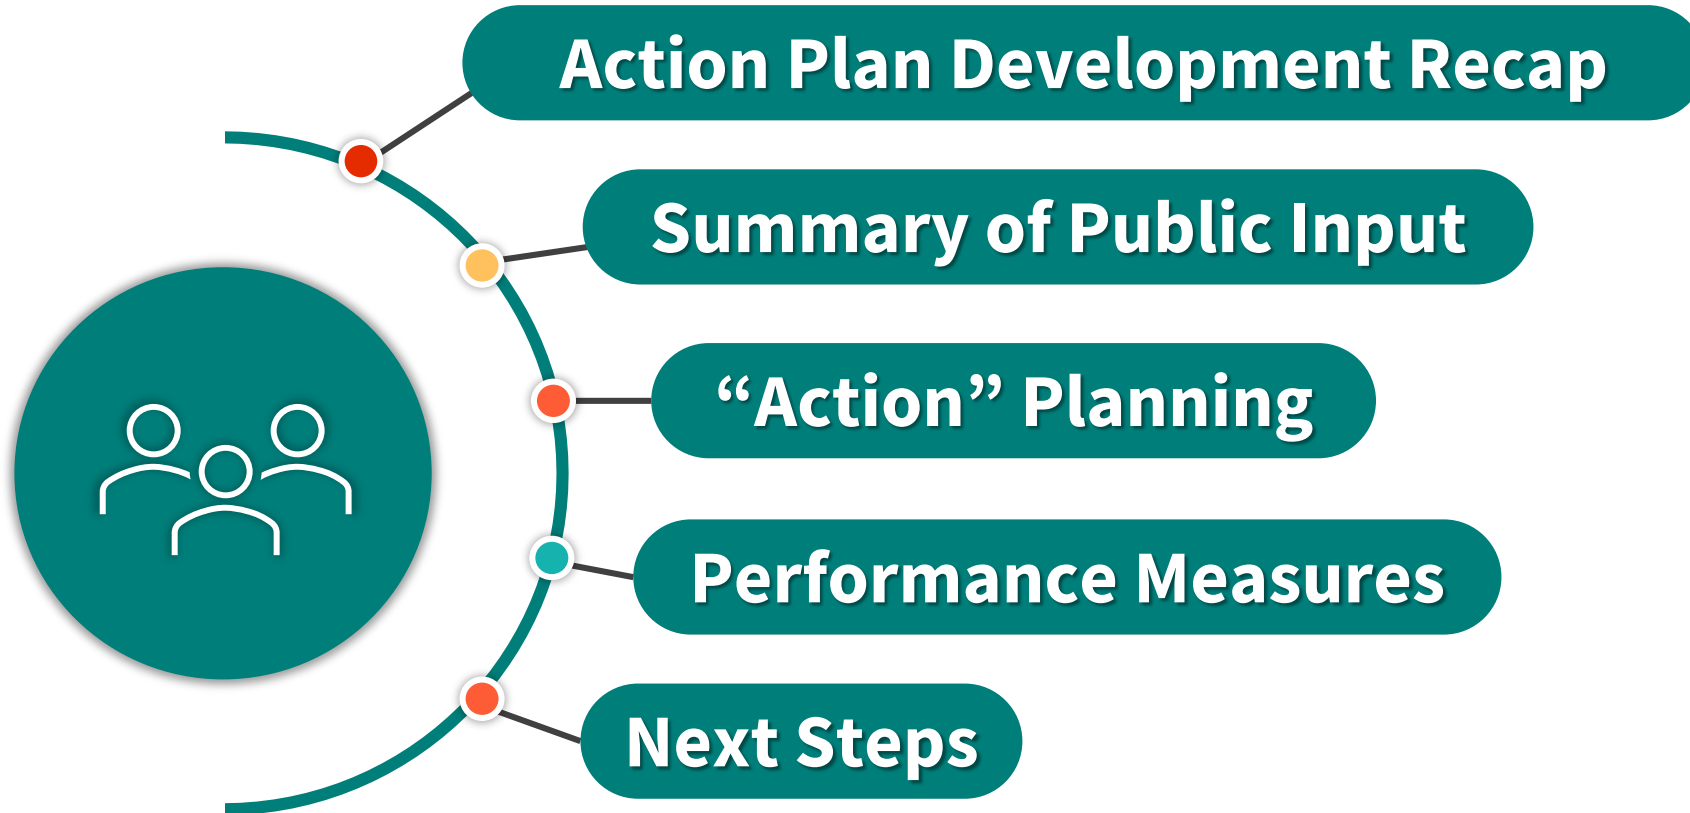 Action Plan Development Recap
Summary of Public Input
“Action” Planning
Performance Measures
Next Steps